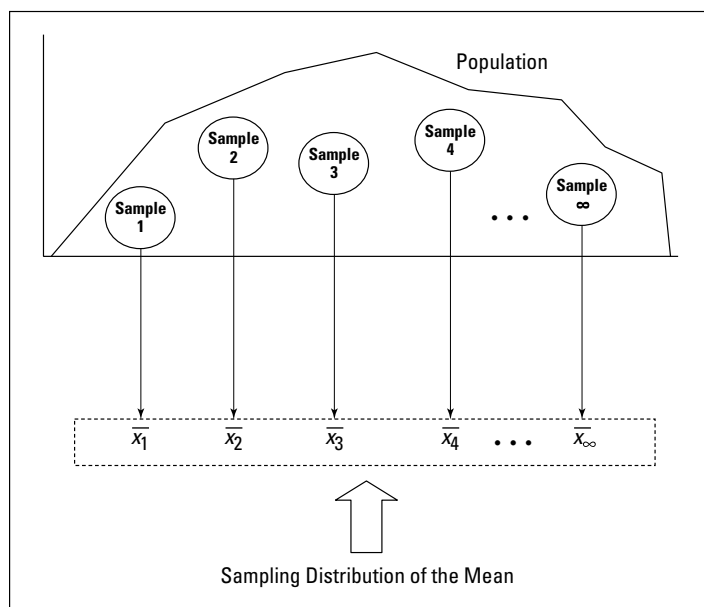 Population
Sample
1
Sample
2
Sample
3
Sample
4
• • •
Sample
∞
x̅₁ x̅₂ x̅₃ x̅₄ • • • x̅∞
Sampling Distribution of the Mean